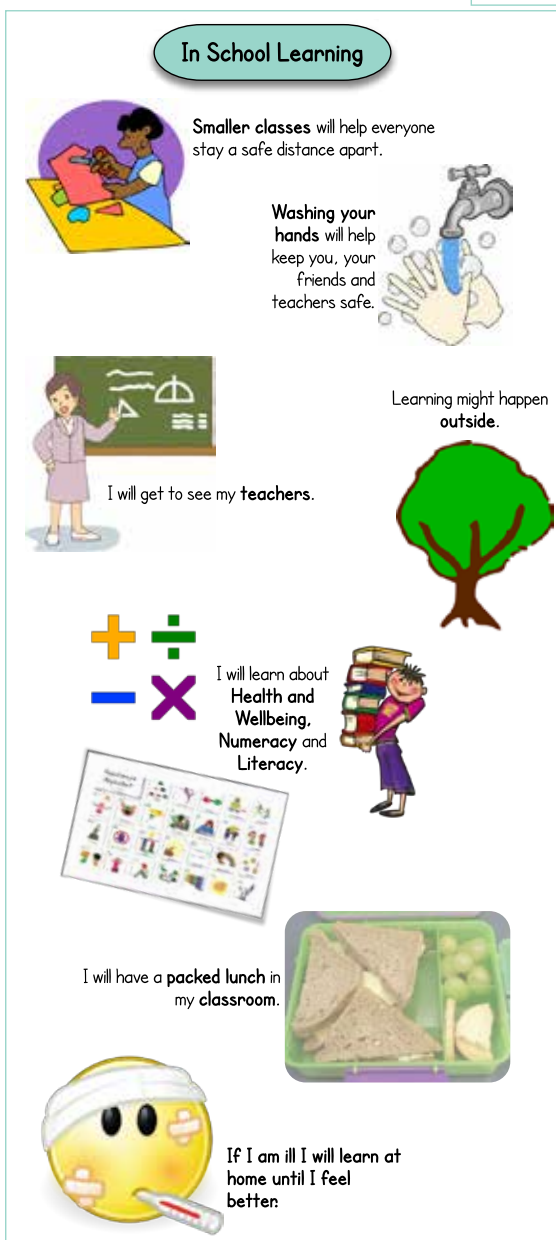 In School Learning
Smaller classes will help everyone
stay a safe distance apart.
Washing your
hands will help
keep you, your
friends and
teachers safe.
Learning might happen
outside.
I will get to see my teachers.
I will learn about
Health and
Wellbeing,
Numeracy and
Literacy.
I will have a packed lunch in
my classroom.
If I am ill I will learn at
home until I feel
better.